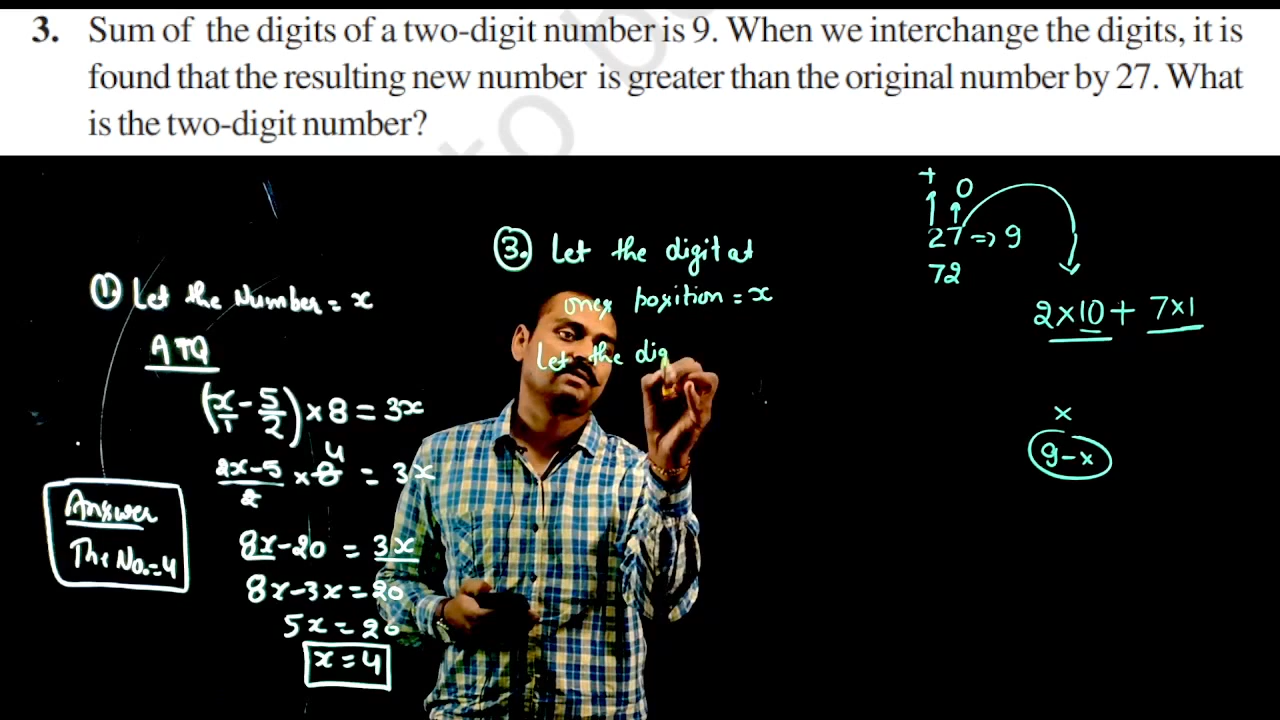 3. Sum of the digits of a two-digit number is 9. When we interchange the digits, it is
found that the resulting new number is greater than the original number by 27. What
is the two-digit number?
to b
①. Let the Number = x
ATQ
(x/1 - 5/2) × 8 = 3x
2x-5/2 × 8 4 = 3x
8x-20 = 3x
8x-3x = 20
5x = 20
x = 4
Answer
The No. = 4
③. Let the digit at
ones position = x
Let the dig
0
27 => 9
72
2×10 + 7×1
x
9-x